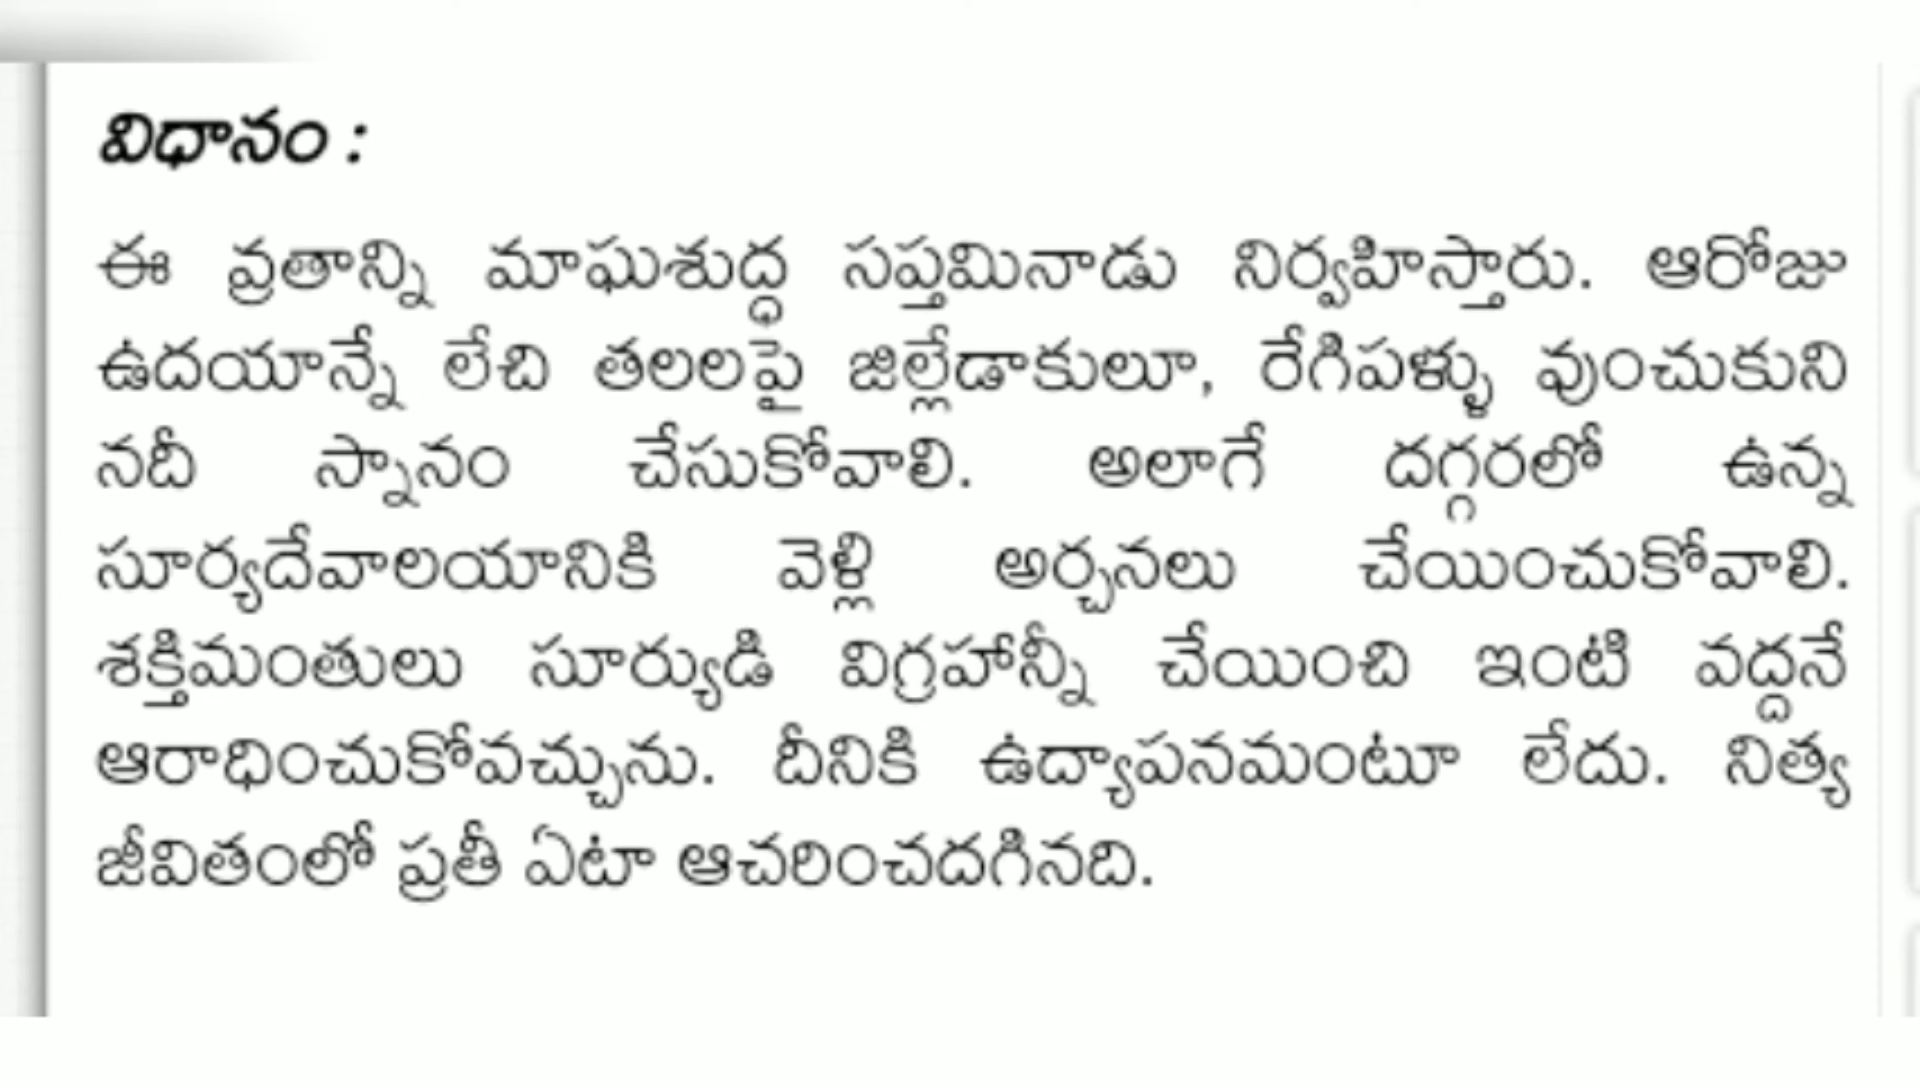 విధానం :
ఈ వ్రతాన్ని మాఘశుద్ధ సప్తమినాడు నిర్వహిస్తారు. ఆరోజు
ఉదయాన్నే లేచి తలలపై జిల్లేడాకులూ, రేగిపళ్ళు వుంచుకుని
నదీ స్నానం చేసుకోవాలి. అలాగే దగ్గరలో ఉన్న
సూర్యదేవాలయానికి వెళ్లి అర్చనలు చేయించుకోవాలి.
శక్తిమంతులు సూర్యుడి విగ్రహాన్నీ చేయించి ఇంటి వద్దనే
ఆరాధించుకోవచ్చును. దీనికి ఉద్యాపనమంటూ లేదు. నిత్య
జీవితంలో ప్రతీ ఏటా ఆచరించదగినది.